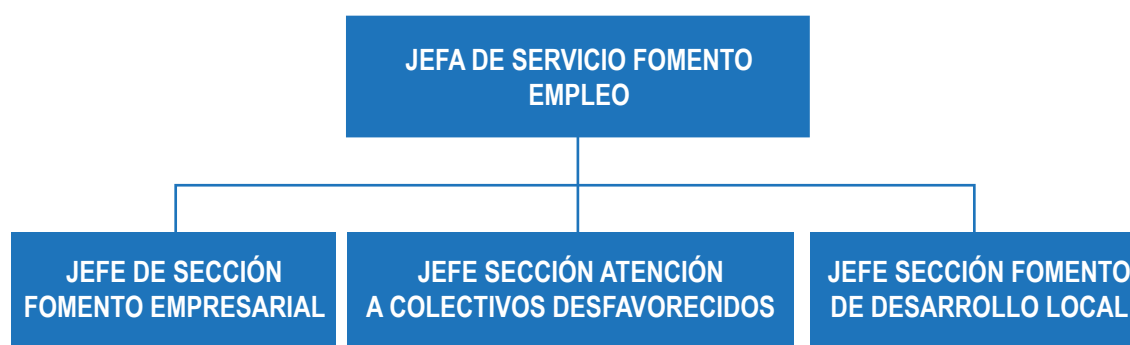 JEFA DE SERVICIO FOMENTO
EMPLEO
JEFE DE SECCIÓN
FOMENTO EMPRESARIAL
JEFE SECCIÓN ATENCIÓN
A COLECTIVOS DESFAVORECIDOS
JEFE SECCIÓN FOMENTO
DE DESARROLLO LOCAL